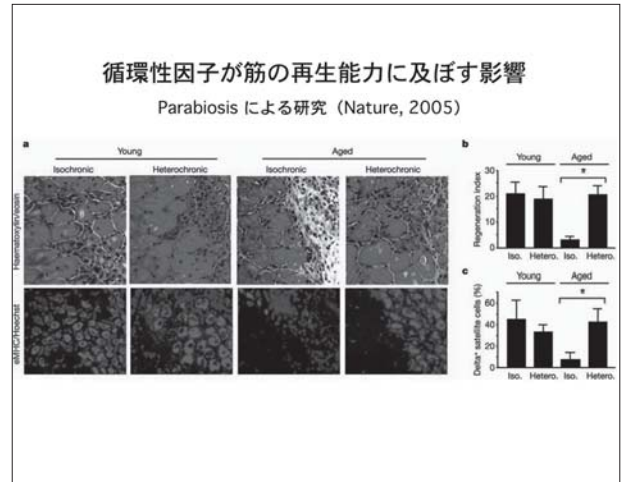 循環性因子が筋の再生能力に及ぼす影響
Parabiosis による研究（Nature, 2005）
a
Young
Aged
Isochronic
Heterochronic
Isochronic
Heterochronic
Haematoxylin/eosin
eMHC/Hoechst
b
Young
Aged
*
Regeneration index
30
20
10
0
Iso.
Hetero.
Iso.
Hetero.
c
Young
Aged
*
Delta⁺ satellite cells (%)
60
40
20
0
Iso.
Hetero.
Iso.
Hetero.